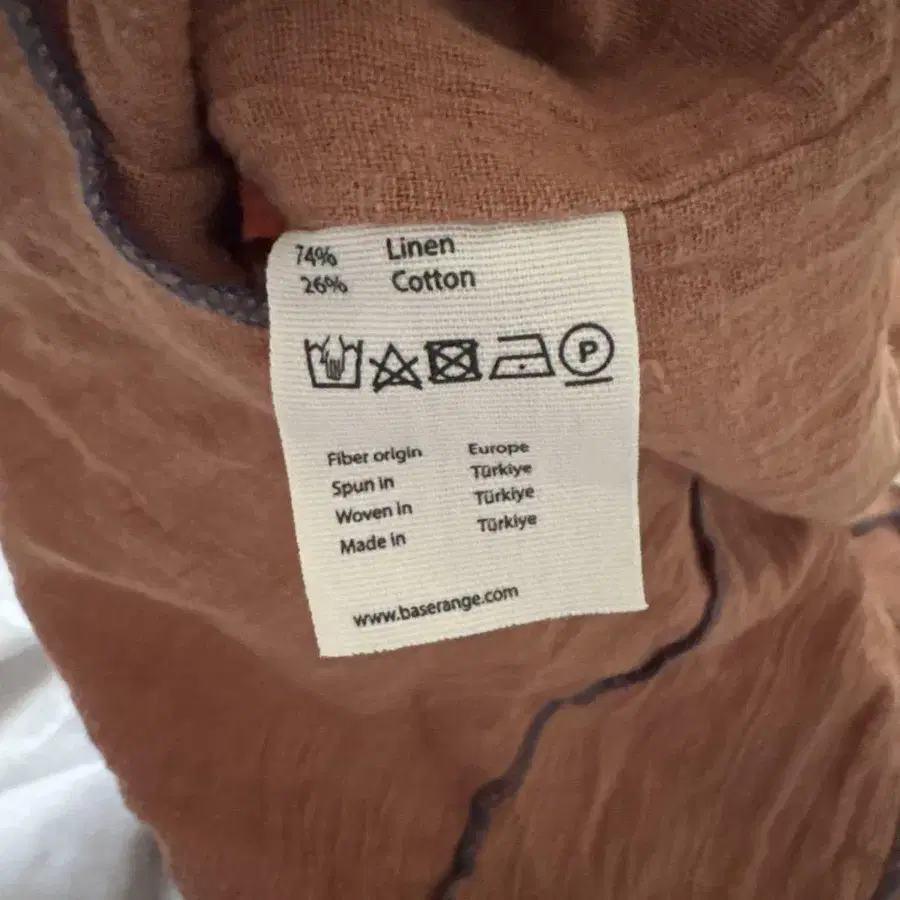 74% Linen
26% Cotton
P
Fiber origin Europe
Spun in Türkiye
Woven in Türkiye
Made in Türkiye
www.baserange.com